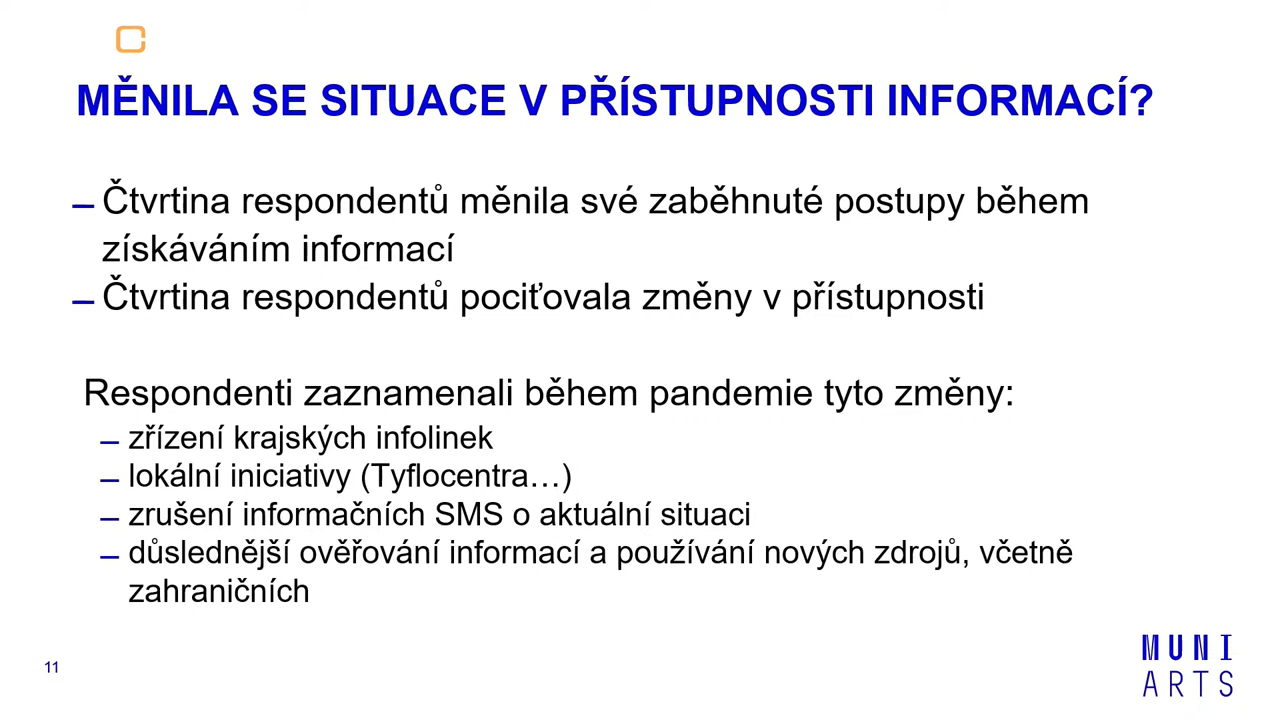 MĚNILA SE SITUACE V PŘÍSTUPNOSTI INFORMACÍ?
– Čtvrtina respondentů měnila své zaběhnuté postupy během
získáváním informací
– Čtvrtina respondentů pociťovala změny v přístupnosti
Respondenti zaznamenali během pandemie tyto změny:
– zřízení krajských infolinek
– lokální iniciativy (Tyflocentra…)
– zrušení informačních SMS o aktuální situaci
– důslednější ověřování informací a používání nových zdrojů, včetně
zahraničních
11
MUNI
ARTS